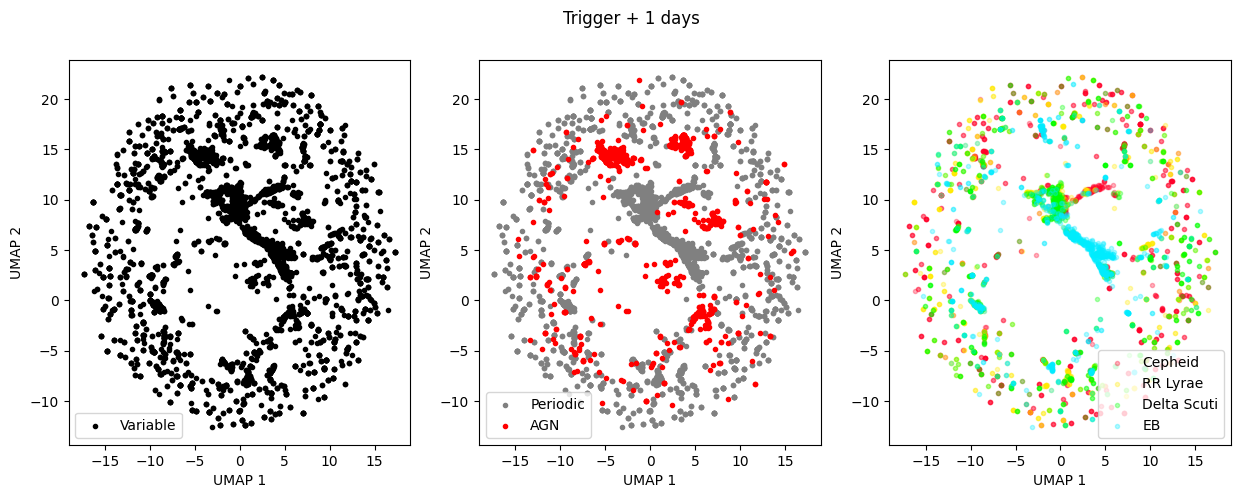 Trigger + 1 days
20
15
10
5
0
−5
−10
UMAP 2
Variable
−15 −10 −5 0 5 10 15
UMAP 1
20
15
10
5
0
−5
−10
UMAP 2
Periodic
AGN
−15 −10 −5 0 5 10 15
UMAP 1
20
15
10
5
0
−5
−10
UMAP 2
Cepheid
RR Lyrae
Delta Scuti
EB
−15 −10 −5 0 5 10 15
UMAP 1